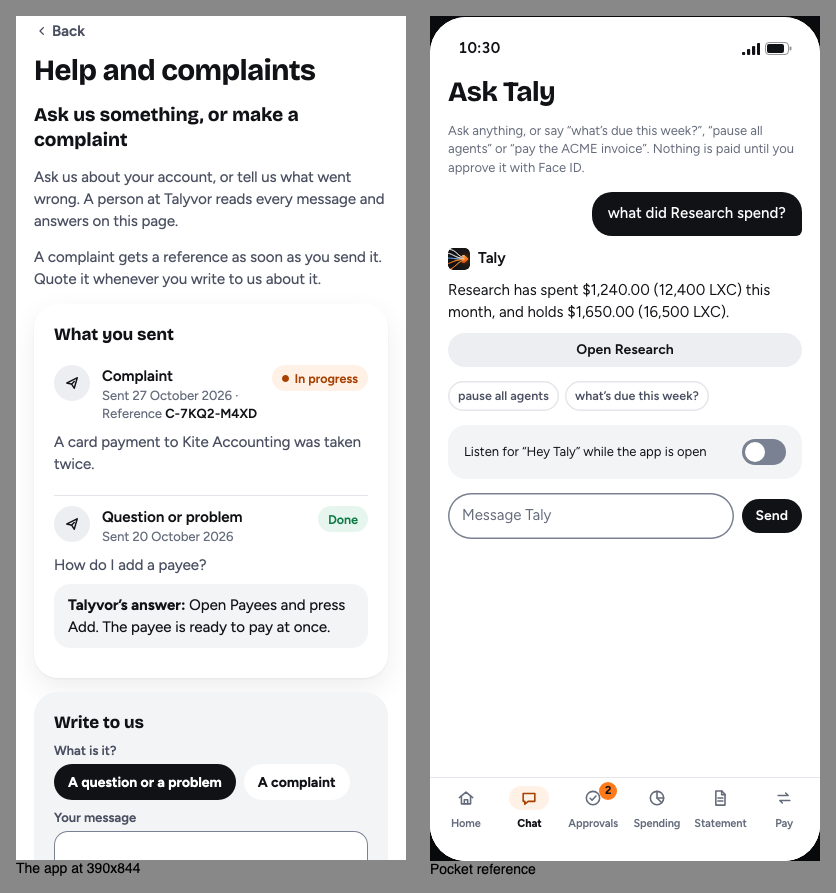 Back
Help and complaints
Ask us something, or make a
complaint
Ask us about your account, or tell us what went
wrong. A person at Talyvor reads every message and
answers on this page.
A complaint gets a reference as soon as you send it.
Quote it whenever you write to us about it.
What you sent
Complaint
In progress
Sent 27 October 2026 ·
Reference C-7KQ2-M4XD
A card payment to Kite Accounting was taken
twice.
Question or problem
Done
Sent 20 October 2026
How do I add a payee?
Talyvor’s answer: Open Payees and press
Add. The payee is ready to pay at once.
Write to us
What is it?
A question or a problem
A complaint
Your message
The app at 390x844
10:30
Ask Taly
Ask anything, or say “what’s due this week?”, “pause all
agents” or “pay the ACME invoice”. Nothing is paid until you
approve it with Face ID.
what did Research spend?
Taly
Research has spent $1,240.00 (12,400 LXC) this
month, and holds $1,650.00 (16,500 LXC).
Open Research
pause all agents
what’s due this week?
Listen for “Hey Taly” while the app is open
Message Taly
Send
2
Home
Chat
Approvals
Spending
Statement
Pay
Pocket reference